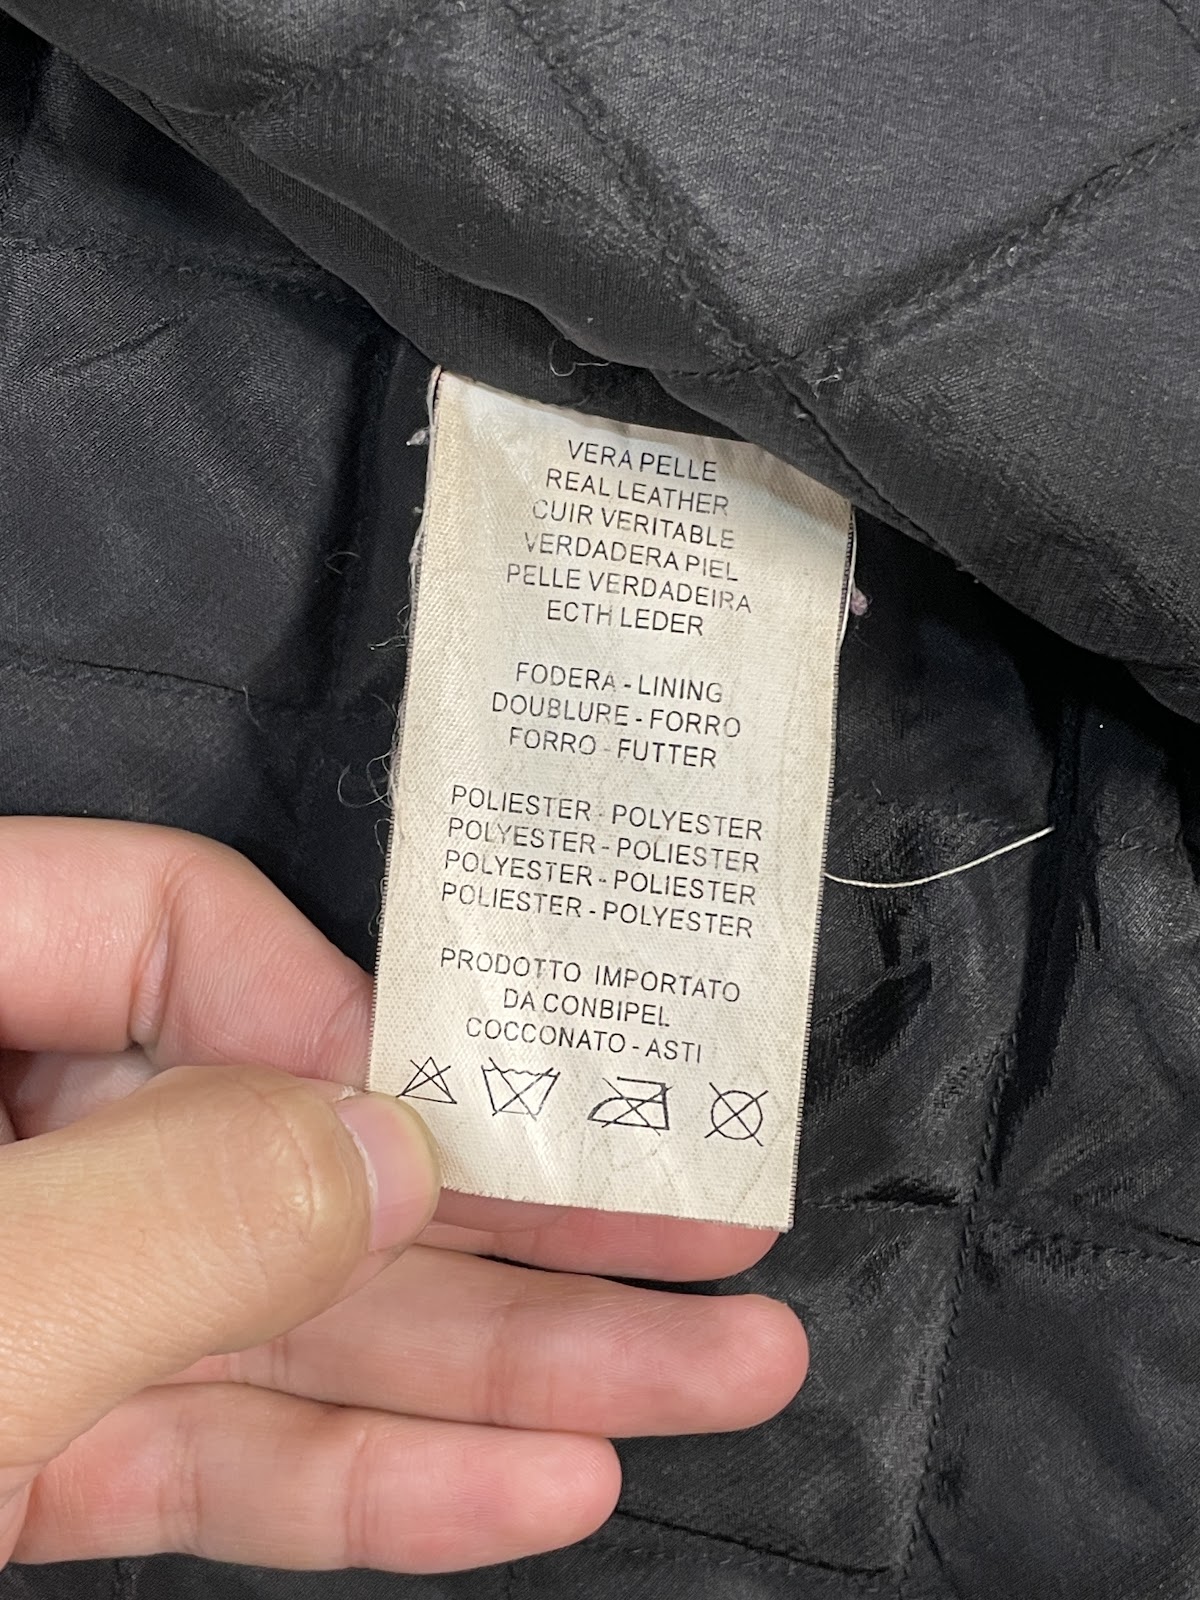 VERA PELLE
REAL LEATHER
CUIR VERITABLE
VERDADERA PIEL
PELLE VERDADEIRA
ECTH LEDER
FODERA - LINING
DOUBLURE - FORRO
FORRO - FUTTER
POLIESTER - POLYESTER
POLYESTER - POLIESTER
POLYESTER - POLIESTER
POLIESTER - POLYESTER
PRODOTTO IMPORTATO
DA CONBIPEL
COCCONATO - ASTI